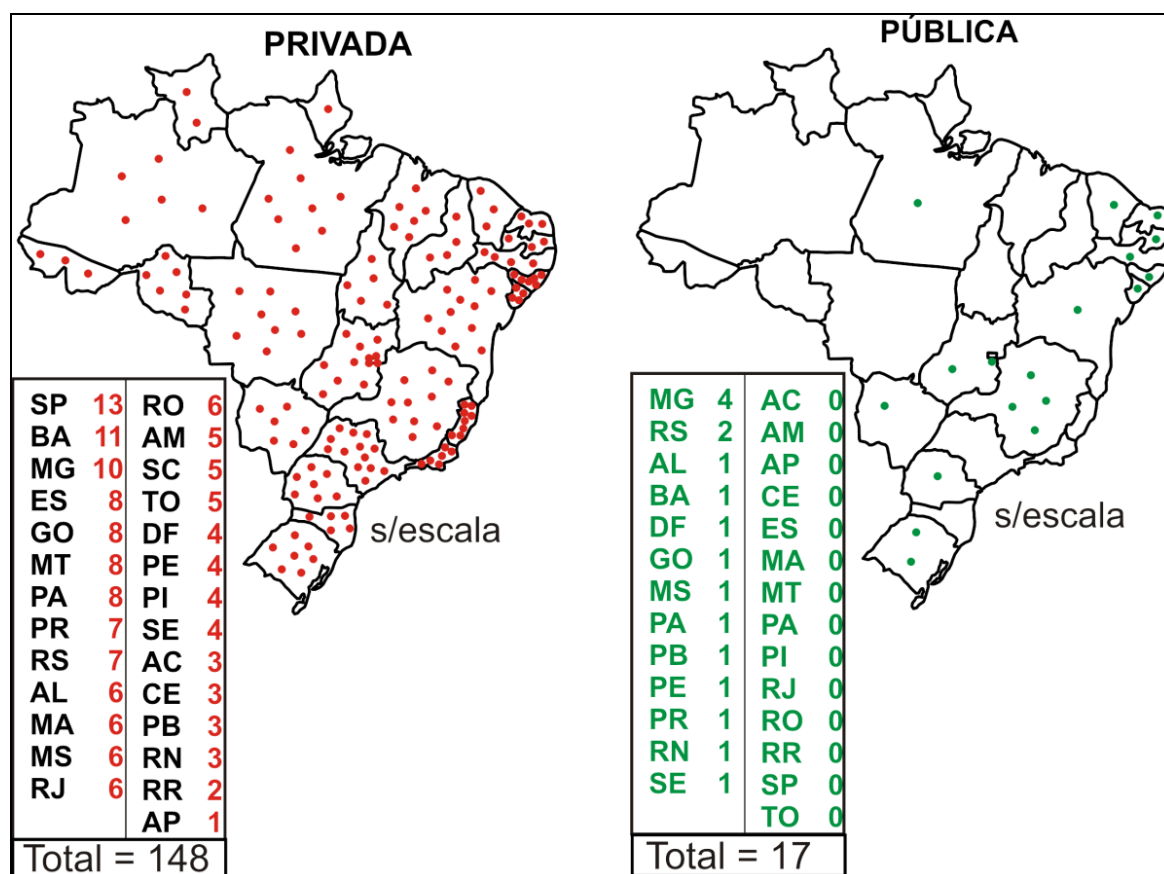 PRIVADA
SP 13 RO 6
BA 11 AM 5
MG 10 SC 5
ES 8 TO 5
GO 8 DF 4
MT 8 PE 4
PA 8 PI 4
PR 7 SE 4
RS 7 AC 3
AL 6 CE 3
MA 6 PB 3
MS 6 RN 3
RJ 6 RR 2
AP 1
Total = 148
s/escala
PÚBLICA
MG 4 AC 0
RS 2 AM 0
AL 1 AP 0
BA 1 CE 0
DF 1 ES 0
GO 1 MA 0
MS 1 MT 0
PA 1 PA 0
PB 1 PI 0
PE 1 RJ 0
PR 1 RO 0
RN 1 RR 0
SE 1 SP 0
TO 0
Total = 17
s/escala